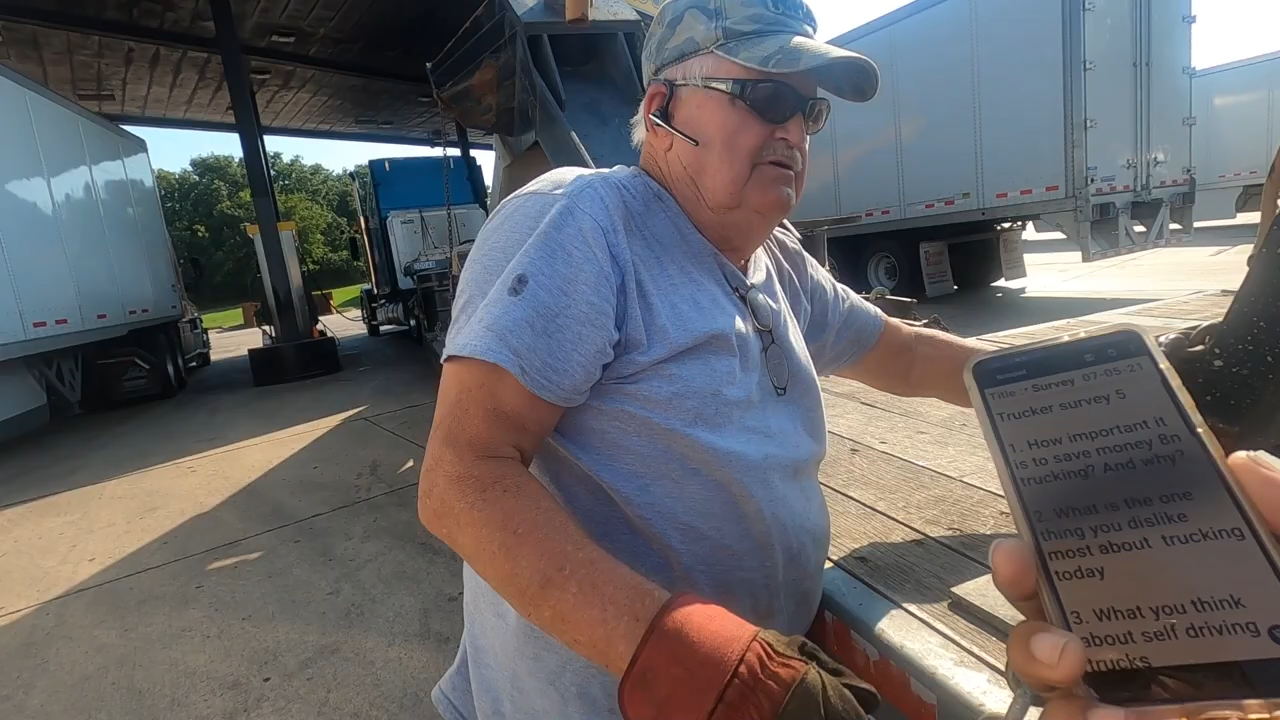 Title : Survey 07-05-21
Trucker survey 5
1. How important it
is to save money 8n
trucking? And why?
2. What is the one
thing you dislike
most about trucking
today
3. What you think
about self driving
trucks